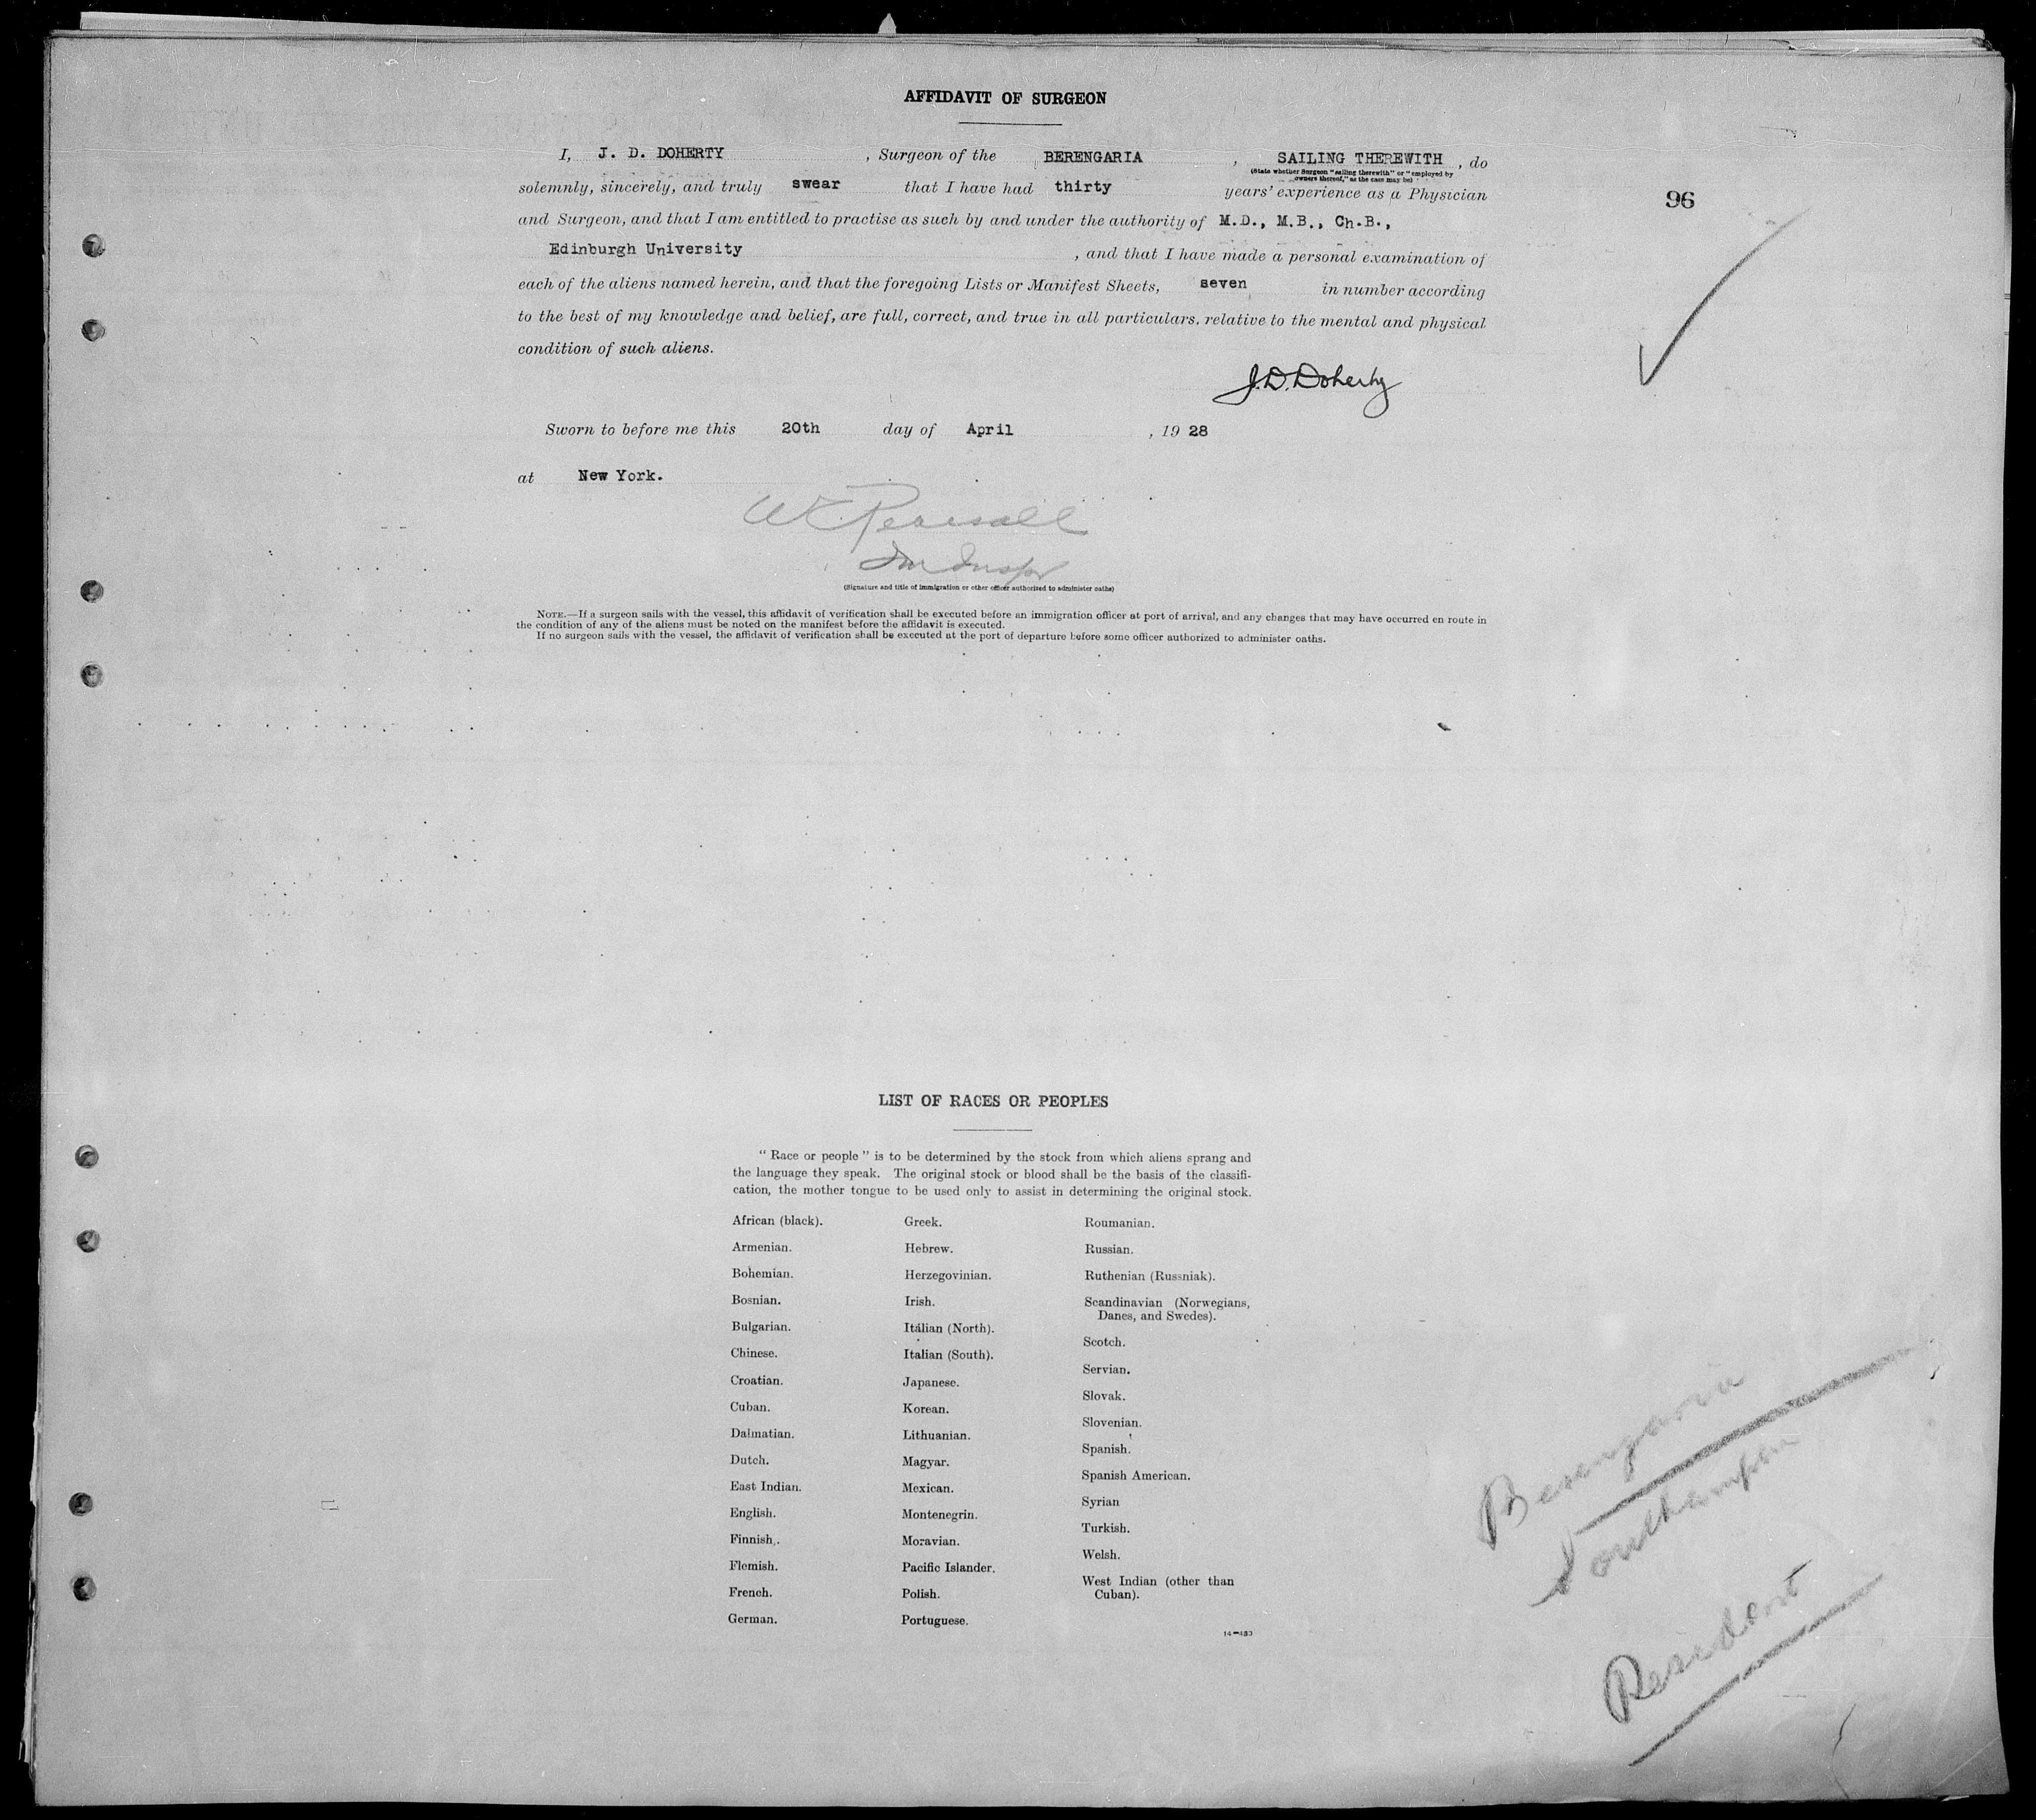 AFFIDAVIT OF SURGEON
I, J. D. DOHERTY , Surgeon of the BERENGARIA , SAILING THEREWITH , do
(State whether Surgeon "sailing therewith" or "employed by
owners thereof," as the case may be)
solemnly, sincerely, and truly swear that I have had thirty years' experience as a Physician
96
and Surgeon, and that I am entitled to practise as such by and under the authority of M.D., M.B., Ch.B.,
Edinburgh University , and that I have made a personal examination of
each of the aliens named herein, and that the foregoing Lists or Manifest Sheets, seven in number according
to the best of my knowledge and belief, are full, correct, and true in all particulars, relative to the mental and physical
condition of such aliens.
J. D. Doherty
Sworn to before me this 20th day of April , 19 28
at New York.
W E Pearsall
Im Inspr
(Signature and title of immigration or other officer authorized to administer oaths)
NOTE.—If a surgeon sails with the vessel, this affidavit of verification shall be executed before an immigration officer at port of arrival, and any changes that may have occurred en route in
the condition of any of the aliens must be noted on the manifest before the affidavit is executed.
If no surgeon sails with the vessel, the affidavit of verification shall be executed at the port of departure before some officer authorized to administer oaths.
LIST OF RACES OR PEOPLES
"Race or people" is to be determined by the stock from which aliens sprang and
the language they speak. The original stock or blood shall be the basis of the classifi-
cation, the mother tongue to be used only to assist in determining the original stock.
African (black).
Armenian.
Bohemian.
Bosnian.
Bulgarian.
Chinese.
Croatian.
Cuban.
Dalmatian.
Dutch.
East Indian.
English.
Finnish.
Flemish.
French.
German.
Greek.
Hebrew.
Herzegovinian.
Irish.
Italian (North).
Italian (South).
Japanese.
Korean.
Lithuanian.
Magyar.
Mexican.
Montenegrin.
Moravian.
Pacific Islander.
Polish.
Portuguese.
Roumanian.
Russian.
Ruthenian (Russniak).
Scandinavian (Norwegians,
Danes, and Swedes).
Scotch.
Servian.
Slovak.
Slovenian.
Spanish.
Spanish American.
Syrian
Turkish.
Welsh.
West Indian (other than
Cuban).
Berengaria
Southampton
Resident